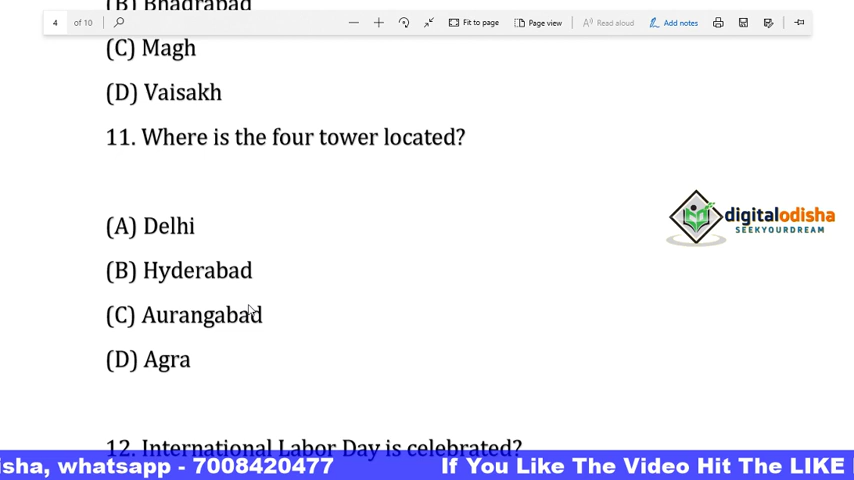 4 of 10 Fit to page Page view Read aloud Add notes
(B) Bhadrabad
(C) Magh
(D) Vaisakh
11. Where is the four tower located?
digitalodisha
SEEKYOURDREAM
(A) Delhi
(B) Hyderabad
(C) Aurangabad
(D) Agra
12. International Labor Day is celebrated?
isha, whatsapp - 7008420477 If You Like The Video Hit The LIKE